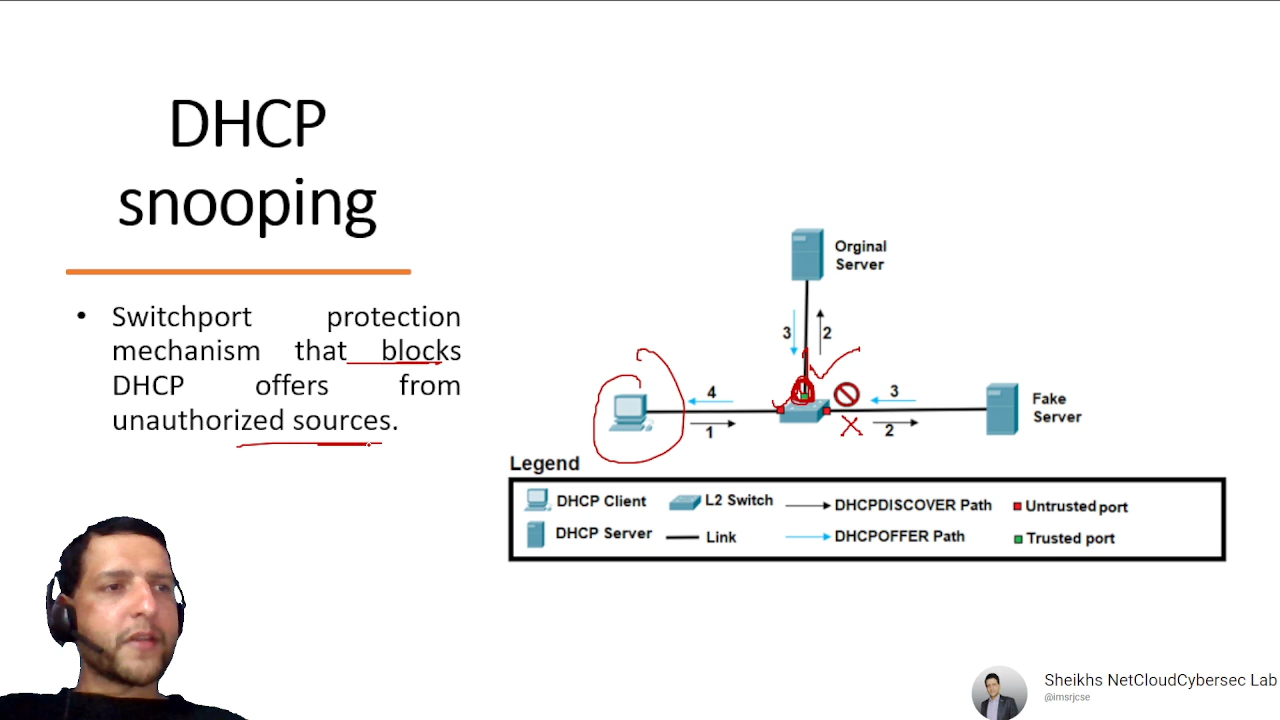 DHCP
snooping
• Switchport protection
mechanism that blocks
DHCP offers from
unauthorized sources.
Orginal
Server
3
2
4
1
3
2
Fake
Server
Legend
DHCP Client
L2 Switch
DHCPDISCOVER Path
Untrusted port
DHCP Server
Link
DHCPOFFER Path
Trusted port
Sheikhs NetCloudCybersec Lab
@imsrjcse